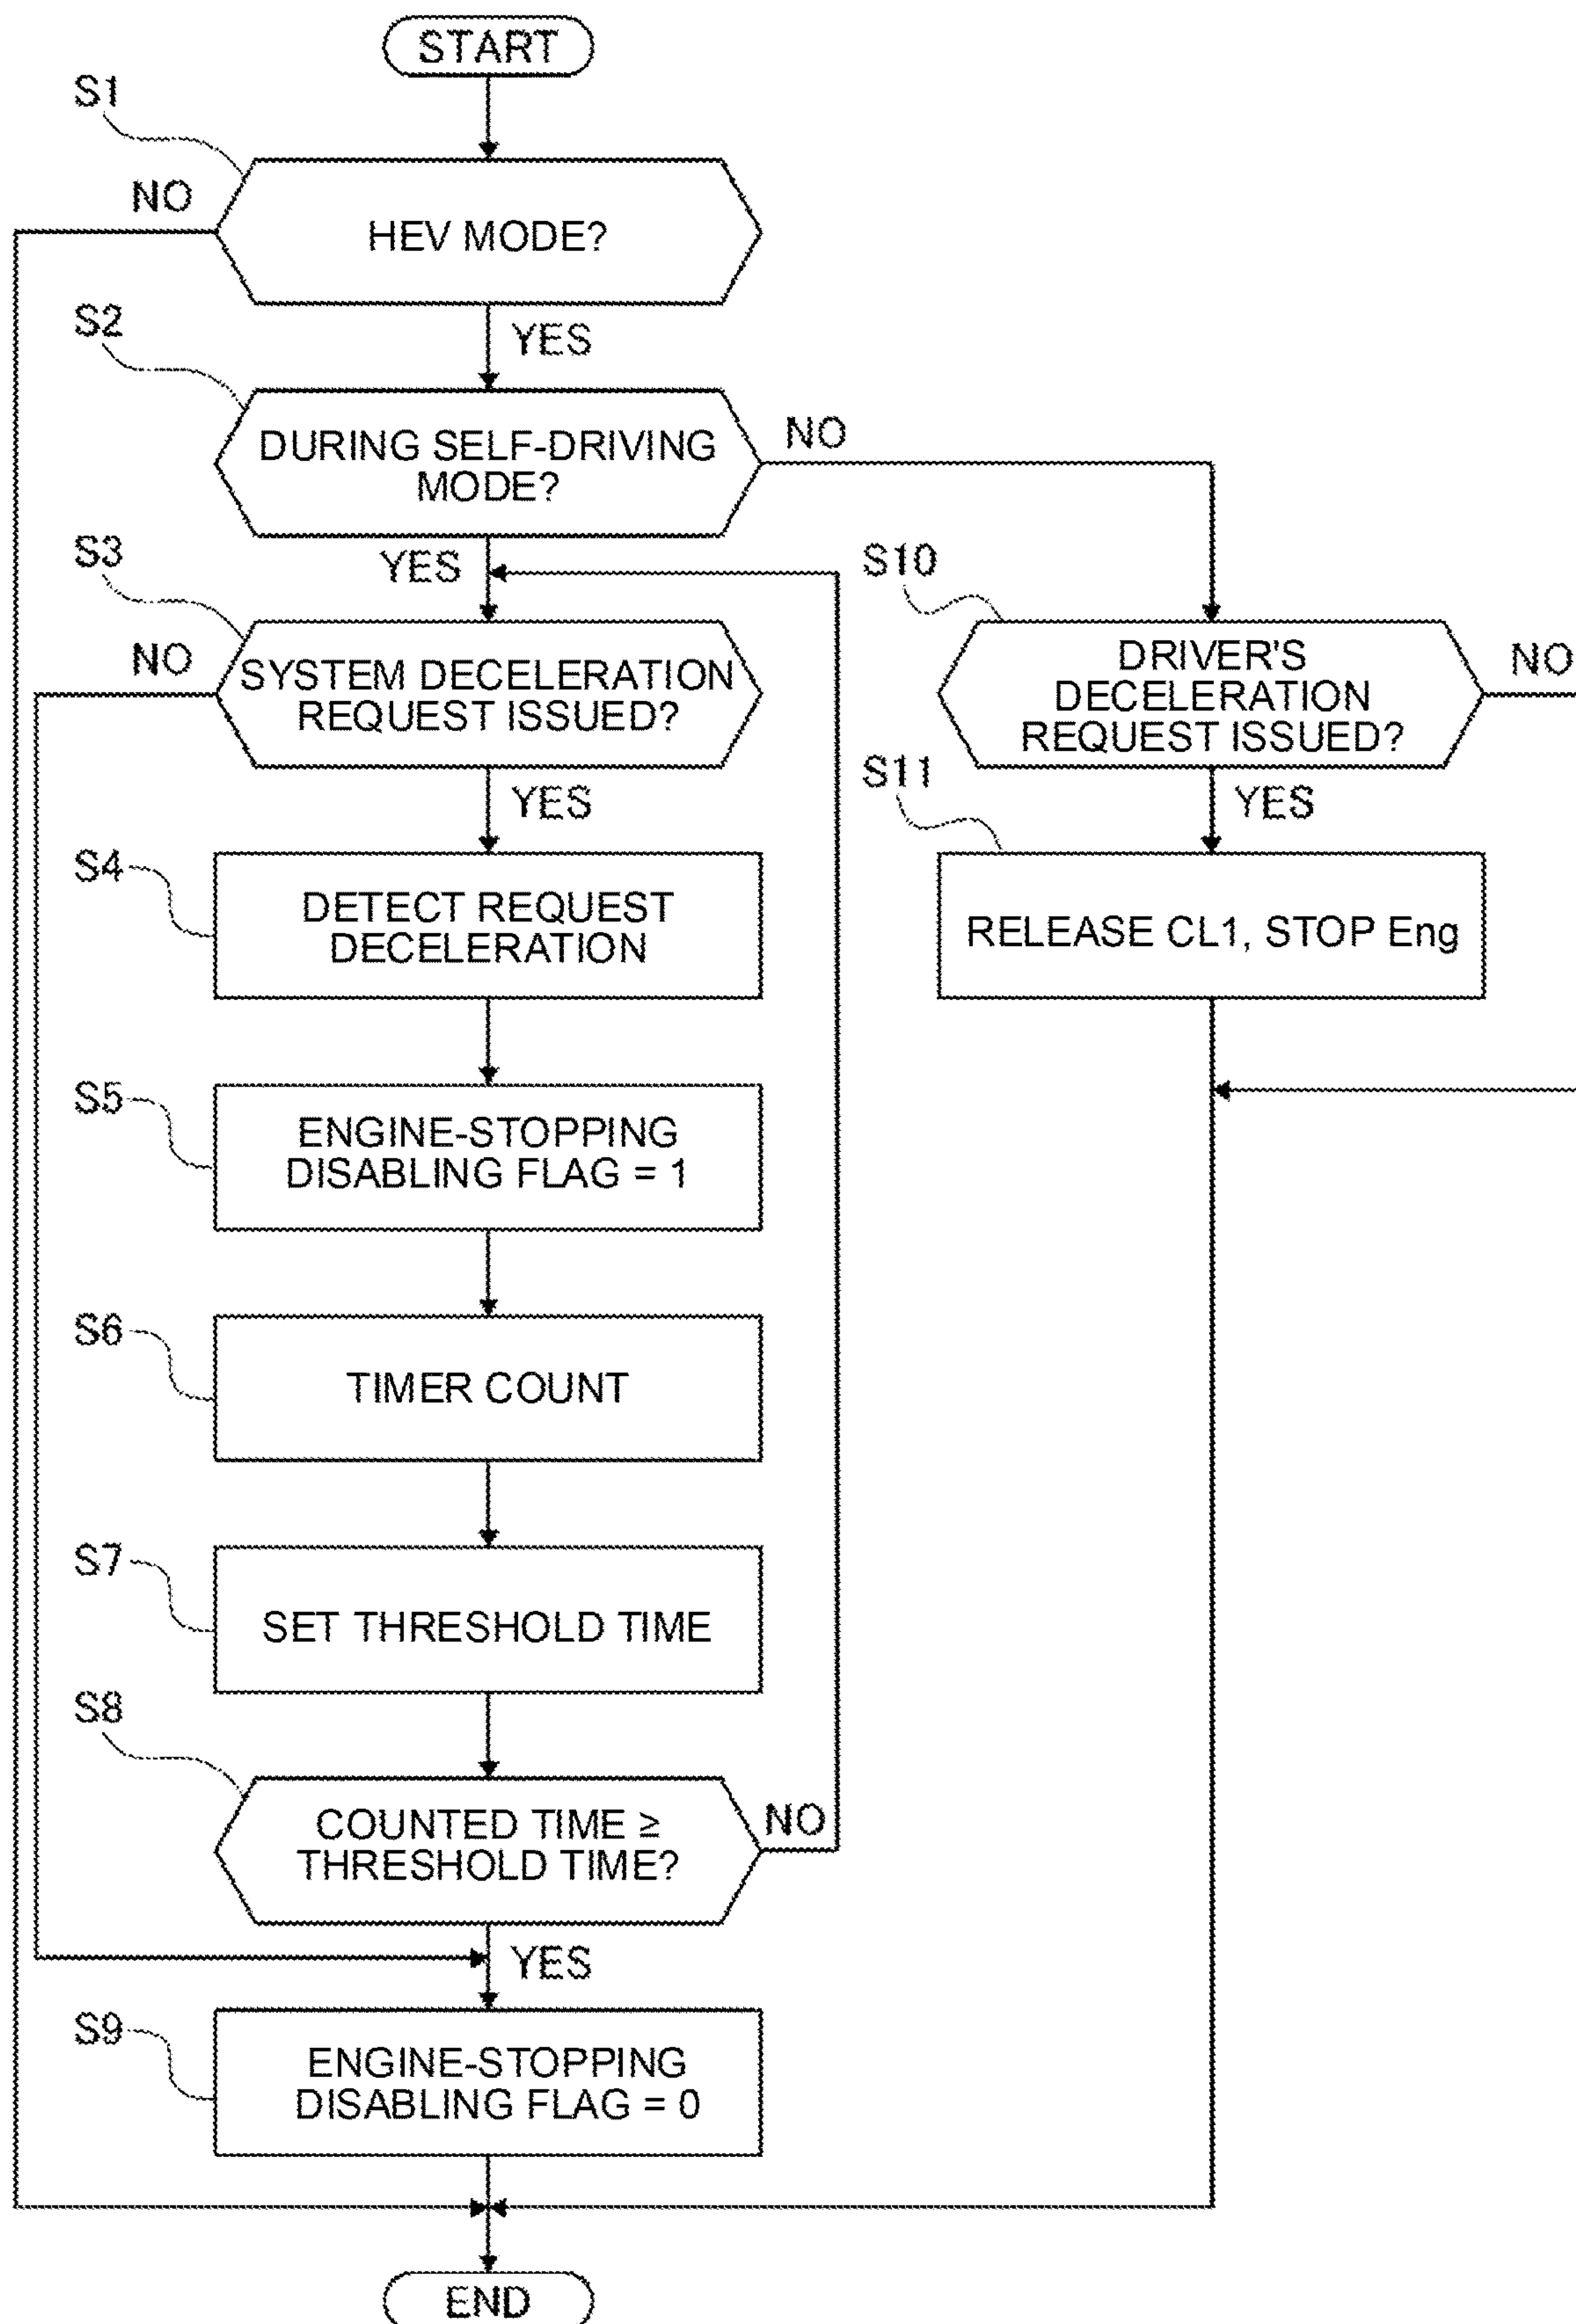 START
S1
NO
HEV MODE?
S2
YES
DURING SELF-DRIVING
MODE?
NO
S3
YES
NO
SYSTEM DECELERATION
REQUEST ISSUED?
S10
DRIVER'S
DECELERATION
REQUEST ISSUED?
NO
YES
S11
YES
S4
DETECT REQUEST
DECELERATION
RELEASE CL1, STOP Eng
S5
ENGINE-STOPPING
DISABLING FLAG = 1
S6
TIMER COUNT
S7
SET THRESHOLD TIME
S8
COUNTED TIME ≥
THRESHOLD TIME?
NO
YES
S9
ENGINE-STOPPING
DISABLING FLAG = 0
END